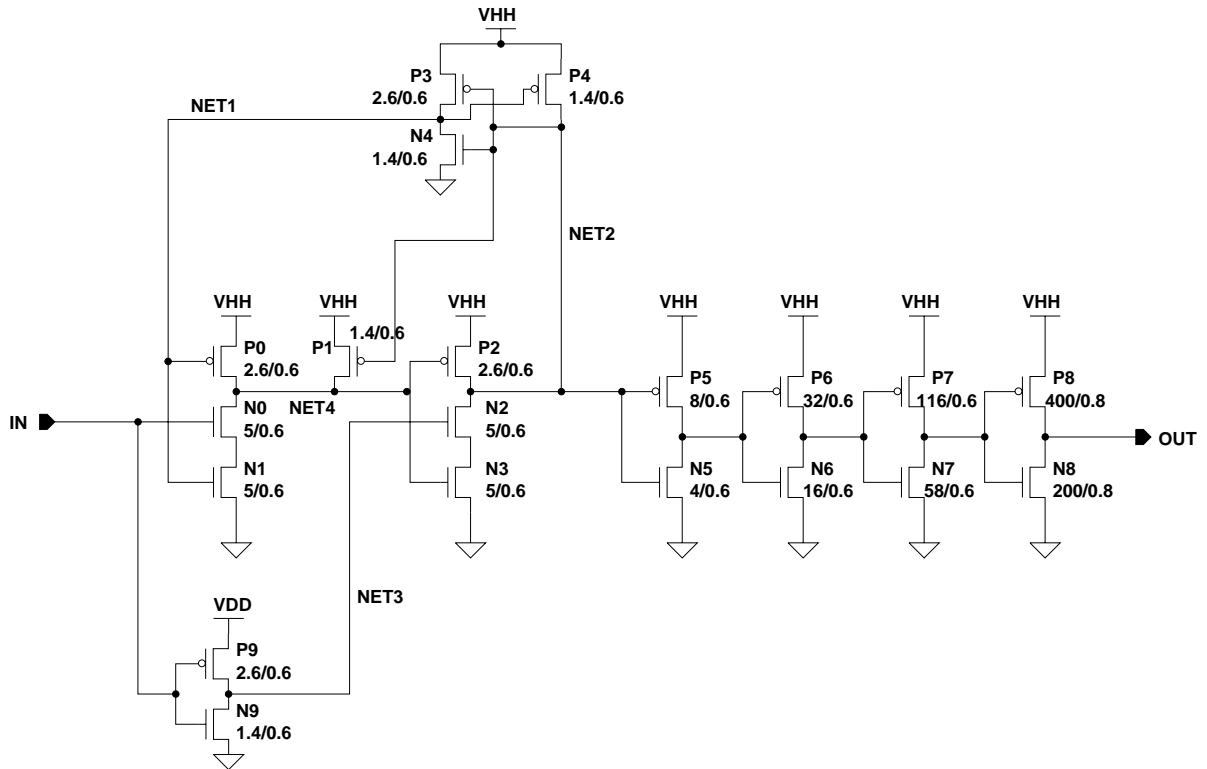 VHH
P3
2.6/0.6
P4
1.4/0.6
NET1
N4
1.4/0.6
NET2
VHH
P0
2.6/0.6
VHH
1.4/0.6
P1
VHH
P2
2.6/0.6
VHH
P5
8/0.6
VHH
P6
32/0.6
VHH
P7
116/0.6
VHH
P8
400/0.8
NET4
IN
N0
5/0.6
N2
5/0.6
OUT
N1
5/0.6
N3
5/0.6
N5
4/0.6
N6
16/0.6
N7
58/0.6
N8
200/0.8
NET3
VDD
P9
2.6/0.6
N9
1.4/0.6